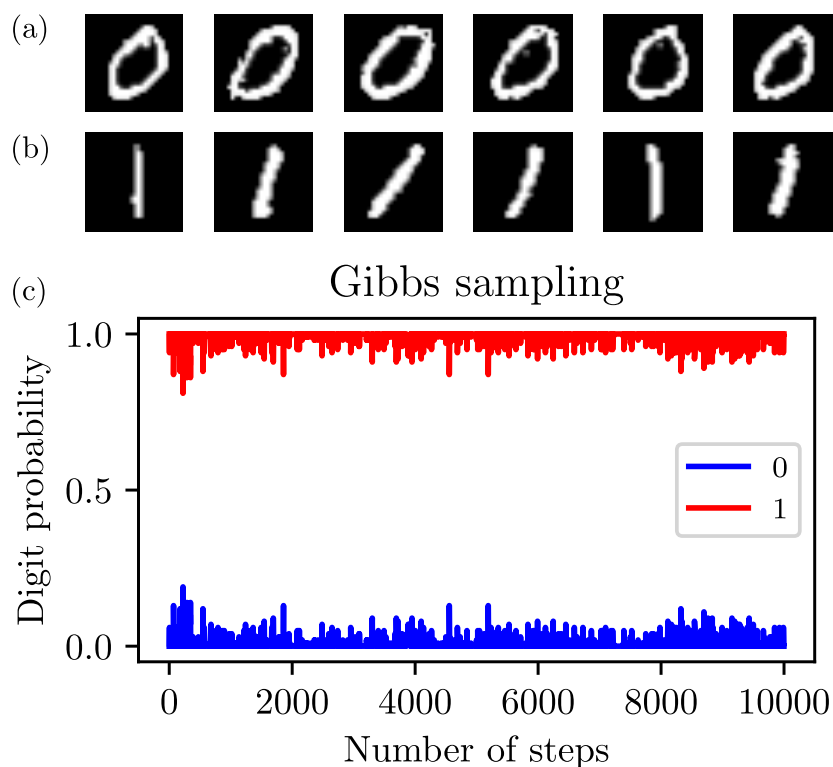 (a)
(b)
(c)
Gibbs sampling
1.0
0.5
0.0
Digit probability
0
1
0 2000 4000 6000 8000 10000
Number of steps